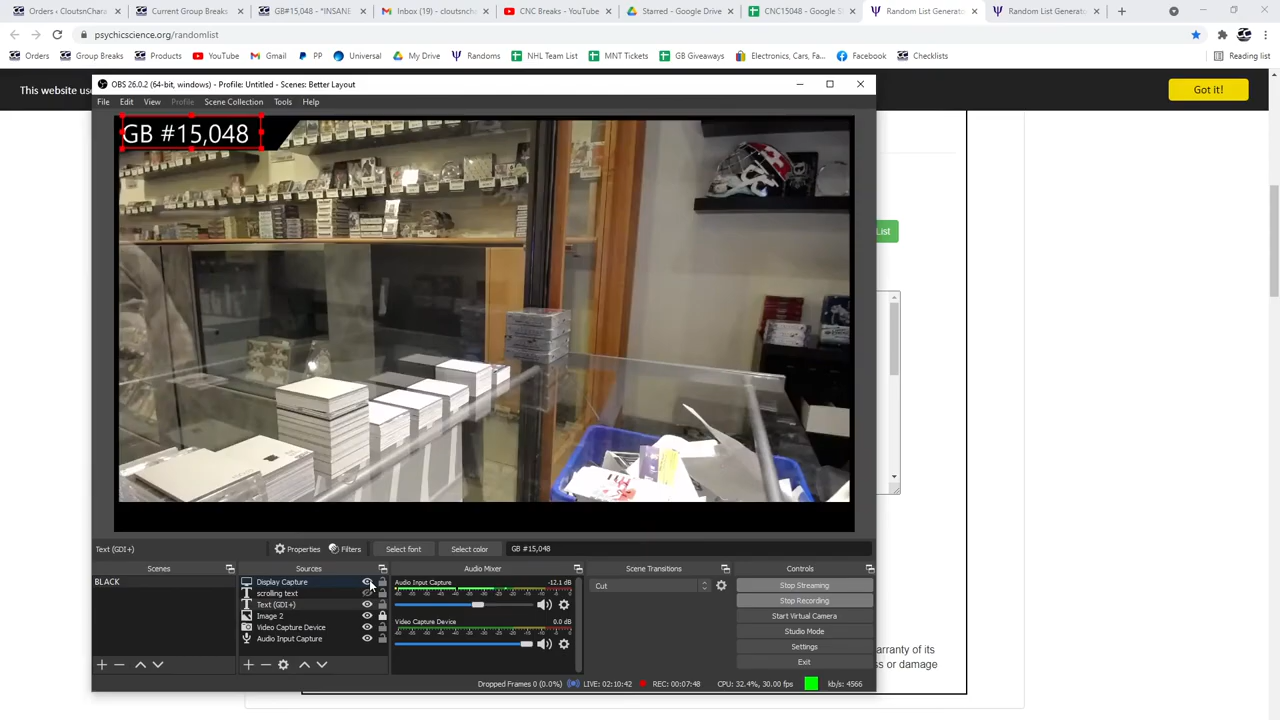 Orders ‹ CloutsnChara
Current Group Breaks
GB#15,048 - *INSANE
Inbox (19) - cloutsnch
CNC Breaks - YouTube
Starred - Google Drive
CNC15048 - Google S
Random List Generato
Random List Generato
psychicscience.org/randomlist
Orders
Group Breaks
Products
YouTube
Gmail
PP
Universal
My Drive
Randoms
NHL Team List
MNT Tickets
GB Giveaways
Electronics, Cars, Fa...
Facebook
Checklists
Reading list
This website use
Got it!
OBS 26.0.2 (64-bit, windows) - Profile: Untitled - Scenes: Better Layout
File Edit View Profile Scene Collection Tools Help
GB #15,048
List
Text (GDI+)
Properties
Filters
Select font
Select color
GB #15,048
Scenes
Sources
Audio Mixer
Scene Transitions
Controls
BLACK
Display Capture
scrolling text
Text (GDI+)
Image 2
Video Capture Device
Audio Input Capture
Audio Input Capture
-12.1 dB
Video Capture Device
0.0 dB
Cut
Stop Streaming
Stop Recording
Start Virtual Camera
Studio Mode
Settings
Exit
arranty of its
ss or damage
Dropped Frames 0 (0.0%)
LIVE: 02:10:42
REC: 00:07:48
CPU: 32.4%, 30.00 fps
kb/s: 4566